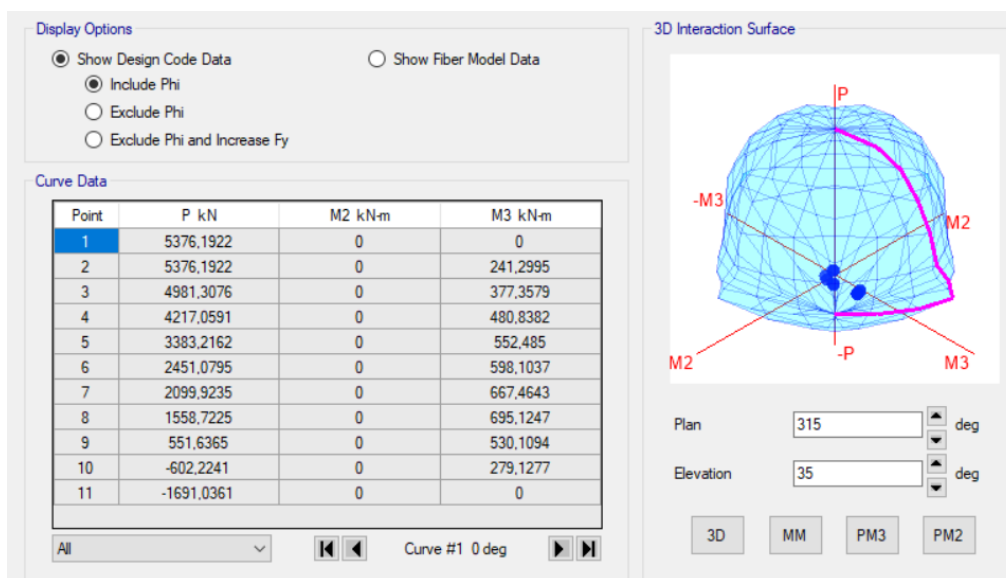 Display Options
Show Design Code Data
Show Fiber Model Data
Include Phi
Exclude Phi
Exclude Phi and Increase Fy
Curve Data
Point P kN M2 kN-m M3 kN-m
1 5376,1922 0 0
2 5376,1922 0 241,2995
3 4981,3076 0 377,3579
4 4217,0591 0 480,8382
5 3383,2162 0 552,485
6 2451,0795 0 598,1037
7 2099,9235 0 667,4643
8 1558,7225 0 695,1247
9 551,6365 0 530,1094
10 -602,2241 0 279,1277
11 -1691,0361 0 0
All
Curve #1 0 deg
3D Interaction Surface
P
-M3
M2
-P
M2
M3
Plan 315 deg
Elevation 35 deg
3D MM PM3 PM2